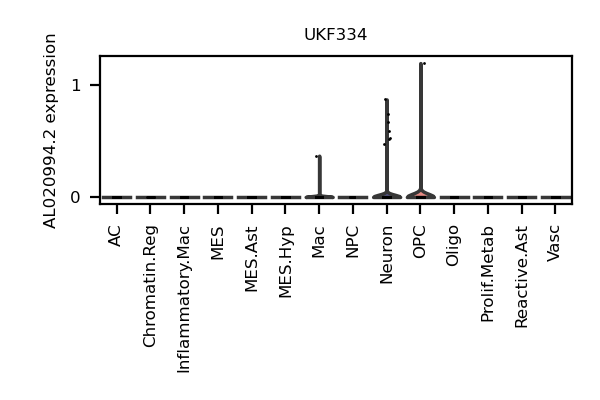 UKF334
AL020994.2 expression
1
0
AC
Chromatin.Reg
Inflammatory.Mac
MES
MES.Ast
MES.Hyp
Mac
NPC
Neuron
OPC
Oligo
Prolif.Metab
Reactive.Ast
Vasc